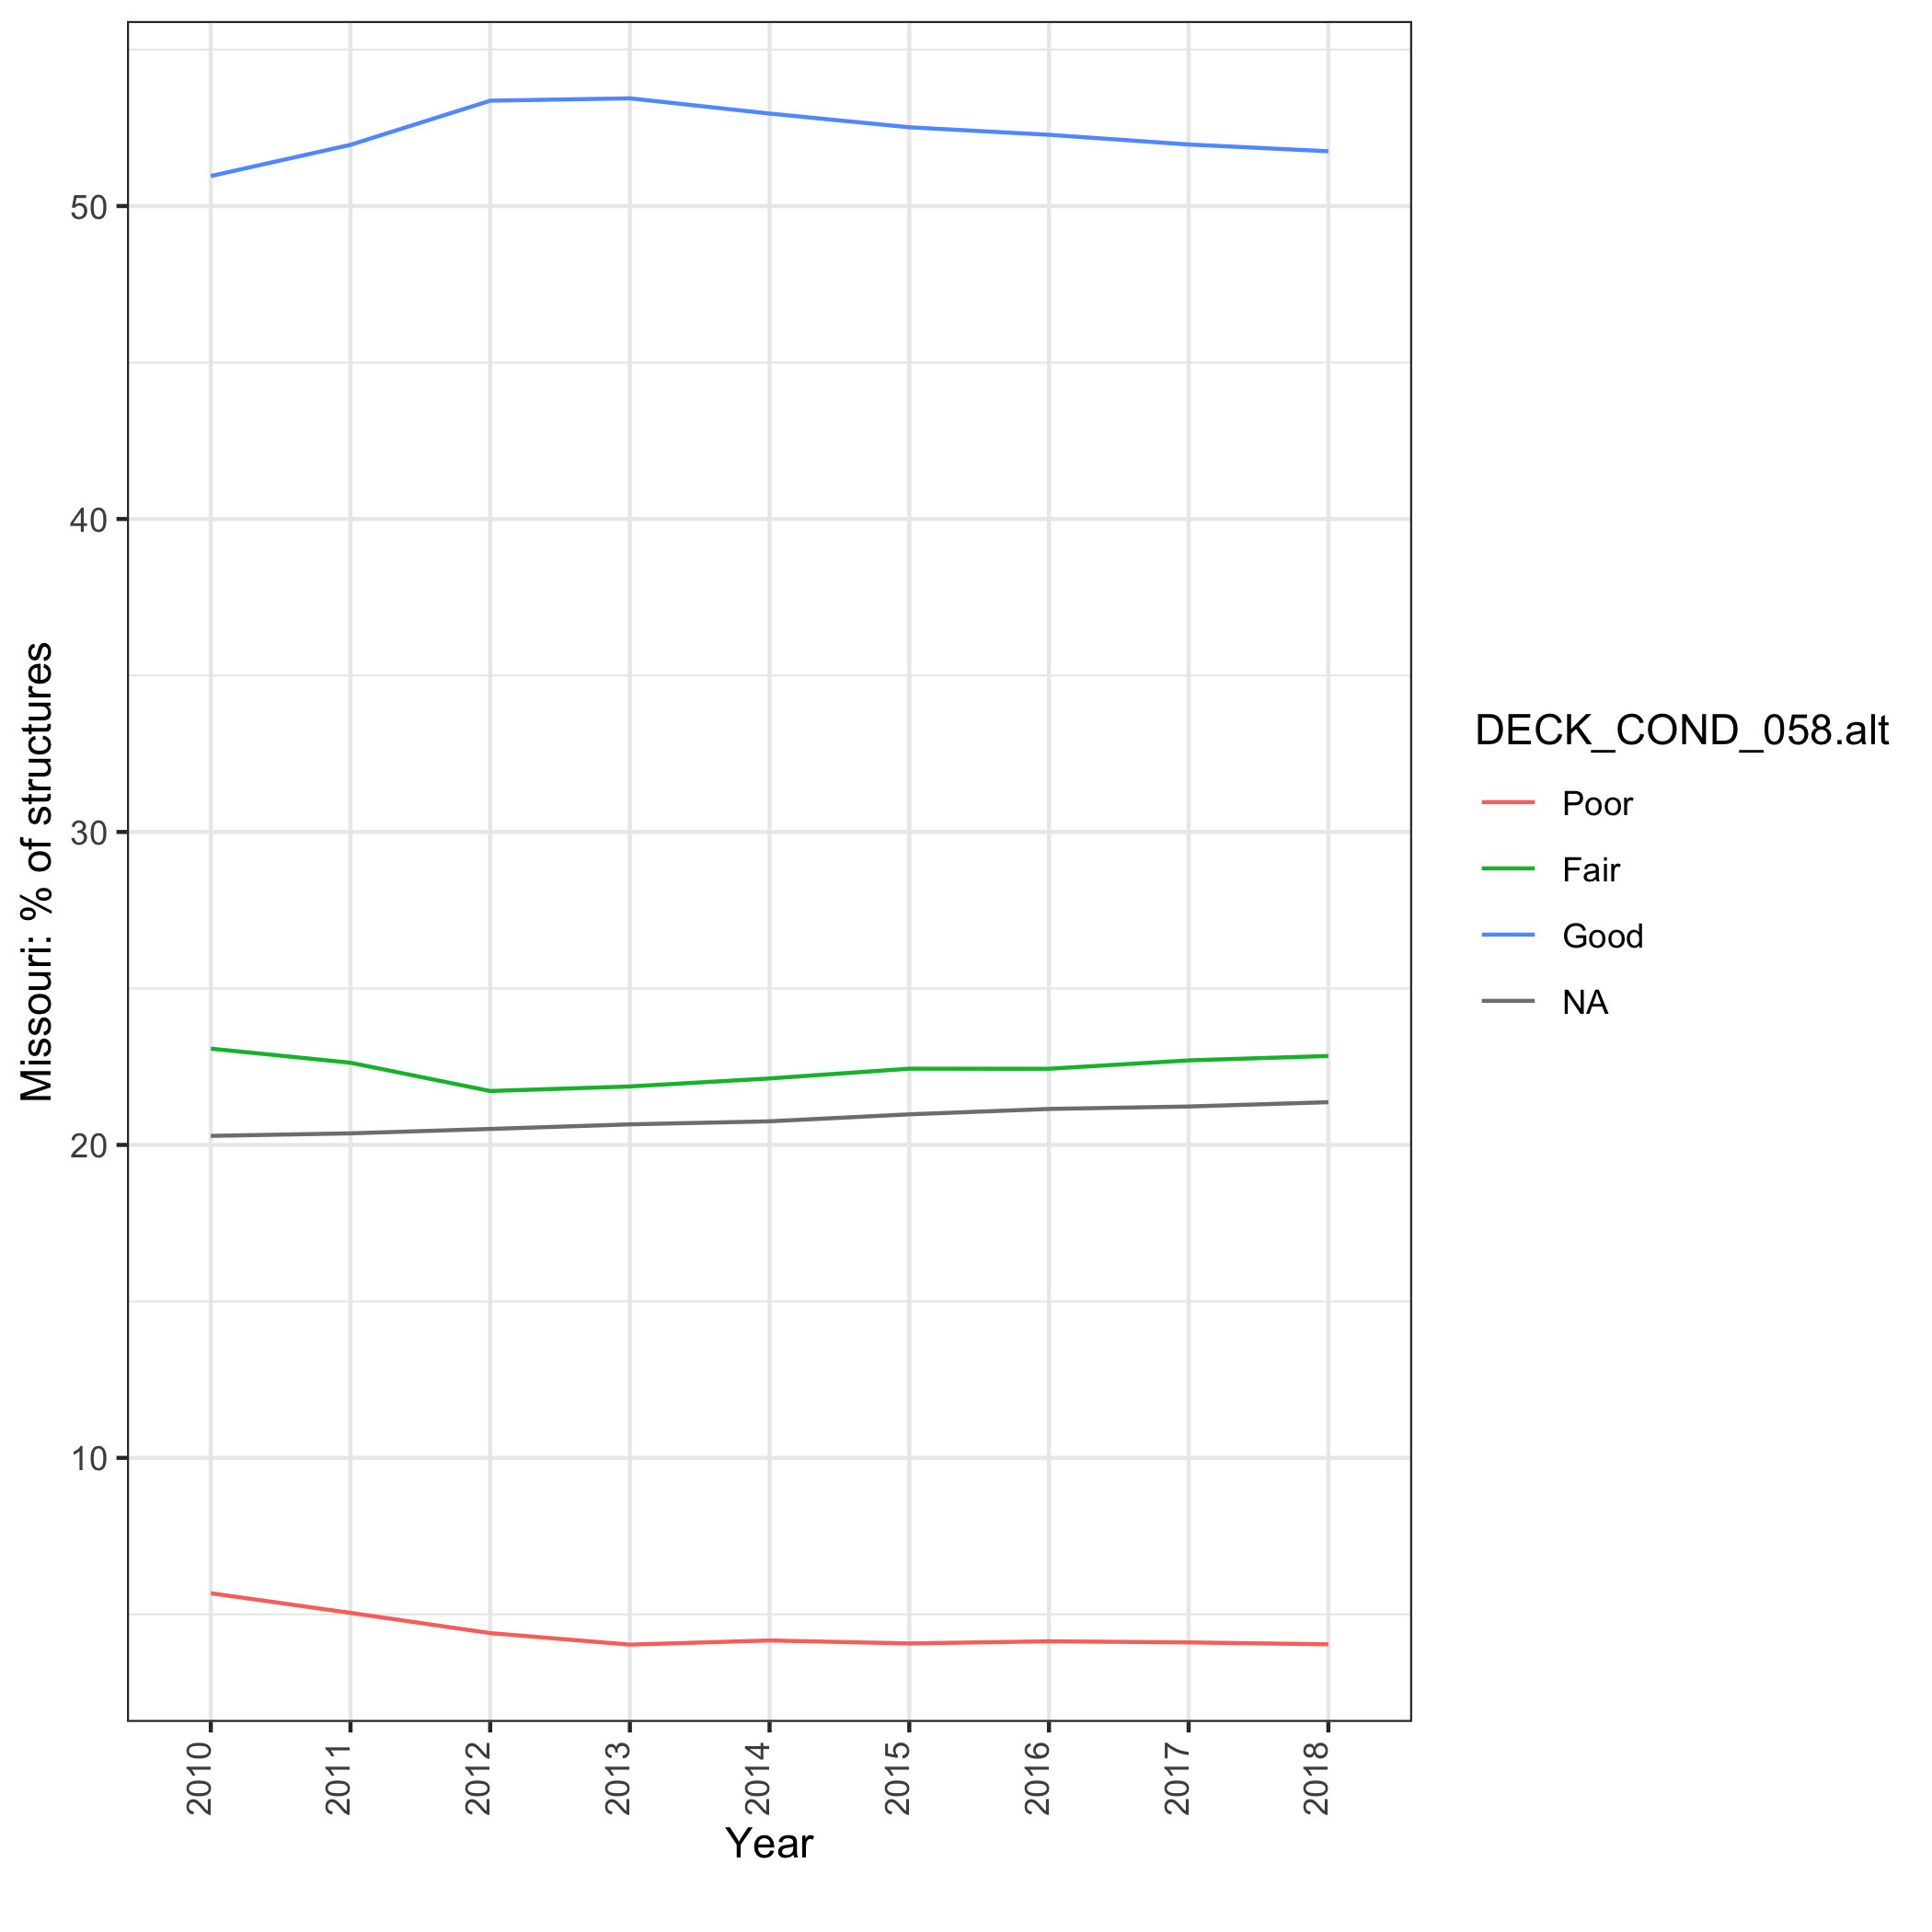 Missouri: % of structures
50
40
30
20
10
2010
2011
2012
2013
2014
2015
2016
2017
2018
Year
DECK_COND_058.alt
Poor
Fair
Good
NA